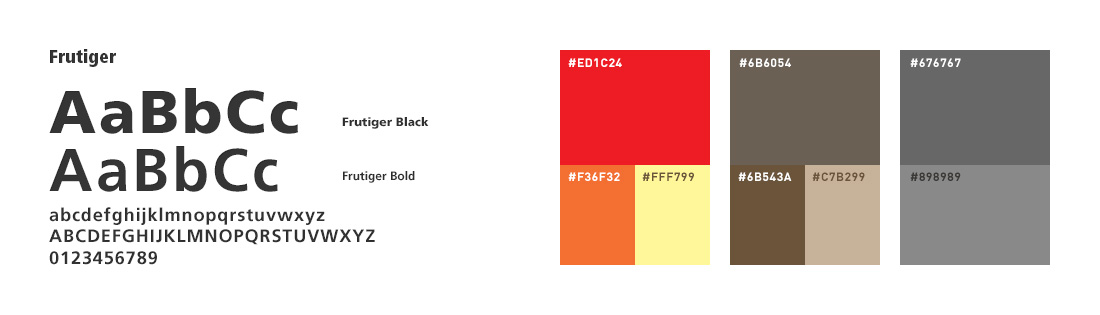 Frutiger
AaBbCc
Frutiger Black
AaBbCc
Frutiger Bold
abcdefghijklmnopqrstuvwxyz
ABCDEFGHIJKLMNOPQRSTUVWXYZ
0123456789
#ED1C24
#F36F32
#FFF799
#6B6054
#6B543A
#C7B299
#676767
#898989